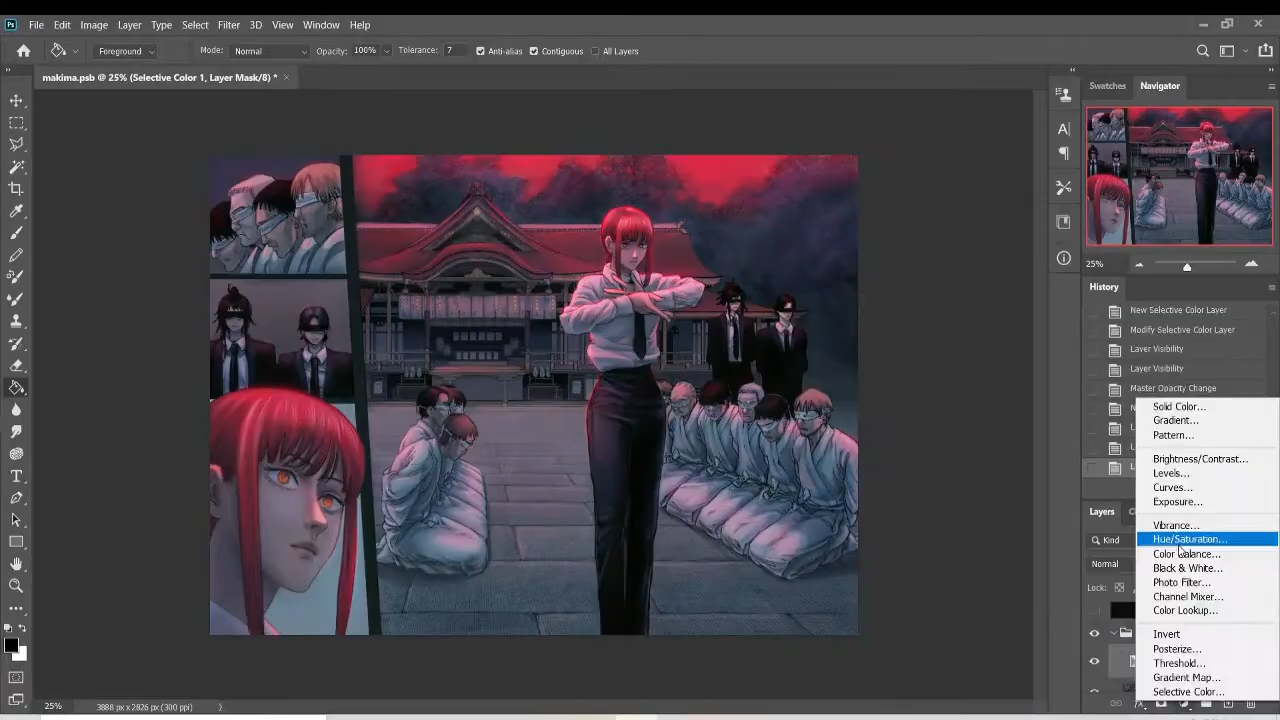 Ps File Edit Image Layer Type Select Filter 3D View Window Help
Foreground Mode: Normal Opacity: 100% Tolerance: 7 Anti-alias Contiguous All Layers
makima.psb @ 25% (Selective Color 1, Layer Mask/8) *
Swatches Navigator
25%
History
New Selective Color Layer
Modify Selective Color Layer
Layer Visibility
Layer Visibility
Master Opacity Change
Solid Color...
Gradient...
Pattern...
Brightness/Contrast...
Levels...
Curves...
Exposure...
Layers
Vibrance...
Kind
Hue/Saturation...
Color Balance...
Normal
Black & White...
Photo Filter...
Lock:
Channel Mixer...
Color Lookup...
Invert
Posterize...
Threshold...
Gradient Map...
Selective Color...
25% 3888 px x 2826 px (300 ppi)